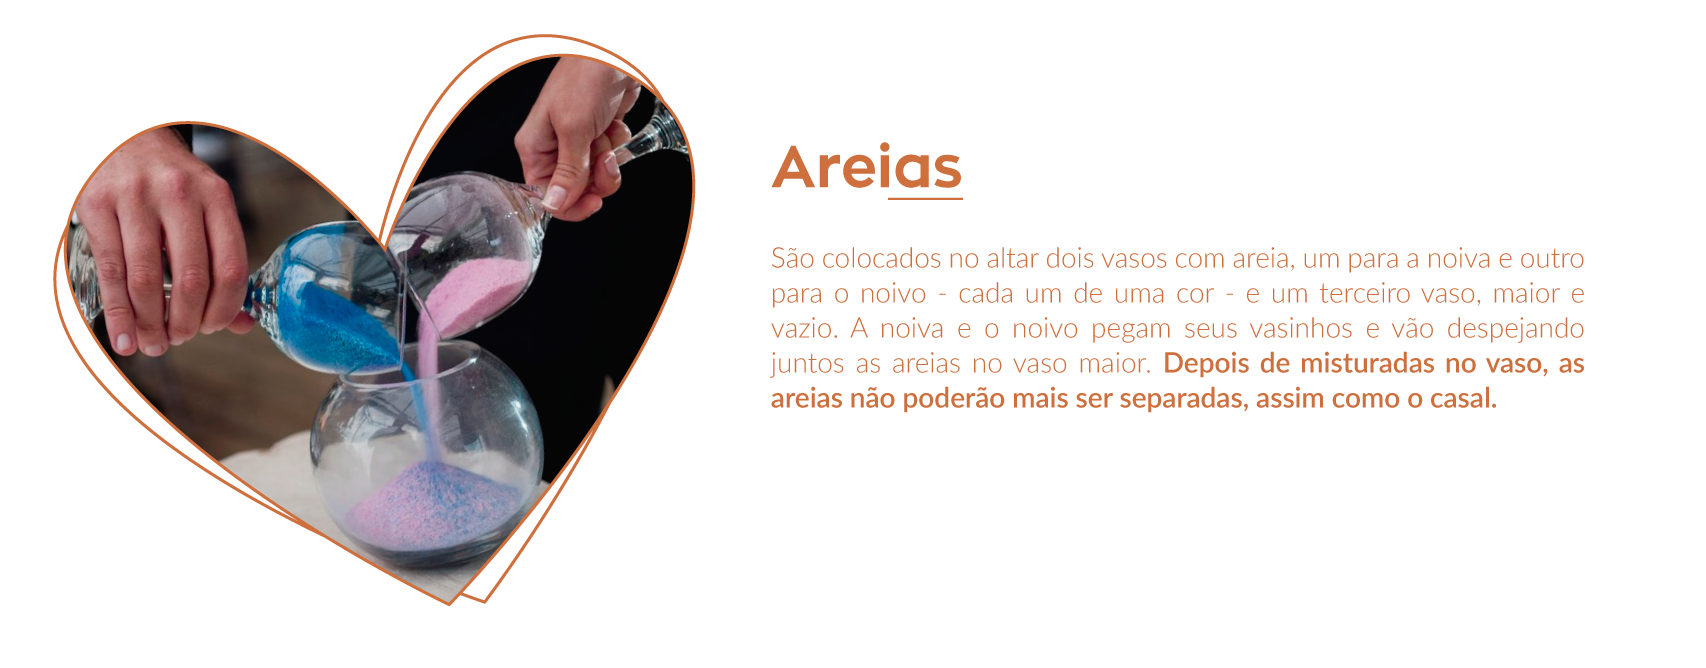 Areias
São colocados no altar dois vasos com areia, um para a noiva e outro
para o noivo - cada um de uma cor - e um terceiro vaso, maior e
vazio. A noiva e o noivo pegam seus vasinhos e vão despejando
juntos as areias no vaso maior. Depois de misturadas no vaso, as
areias não poderão mais ser separadas, assim como o casal.